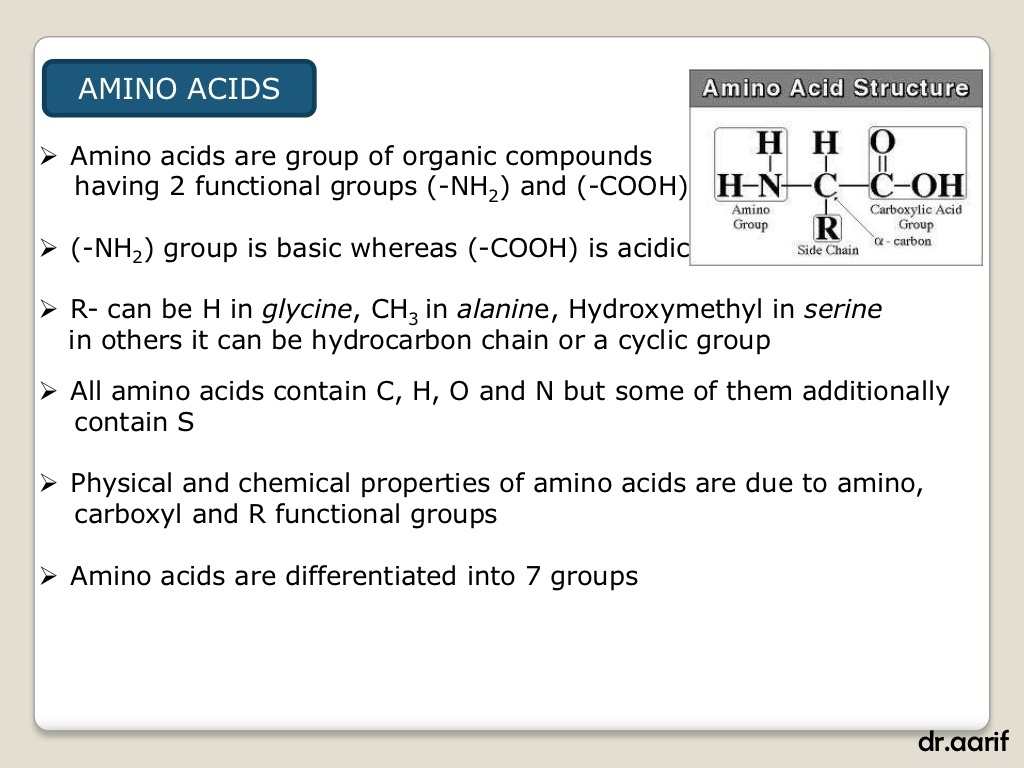 AMINO ACIDS
➢ Amino acids are group of organic compounds
having 2 functional groups (-NH₂) and (-COOH)
➢ (-NH₂) group is basic whereas (-COOH) is acidic
➢ R- can be H in glycine, CH₃ in alanine, Hydroxymethyl in serine
in others it can be hydrocarbon chain or a cyclic group
➢ All amino acids contain C, H, O and N but some of them additionally
contain S
➢ Physical and chemical properties of amino acids are due to amino,
carboxyl and R functional groups
➢ Amino acids are differentiated into 7 groups
Amino Acid Structure
H H O
H-N-C-C-OH
Amino
Group
Carboxylic Acid
Group
R
α - carbon
Side Chain
dr.aarif